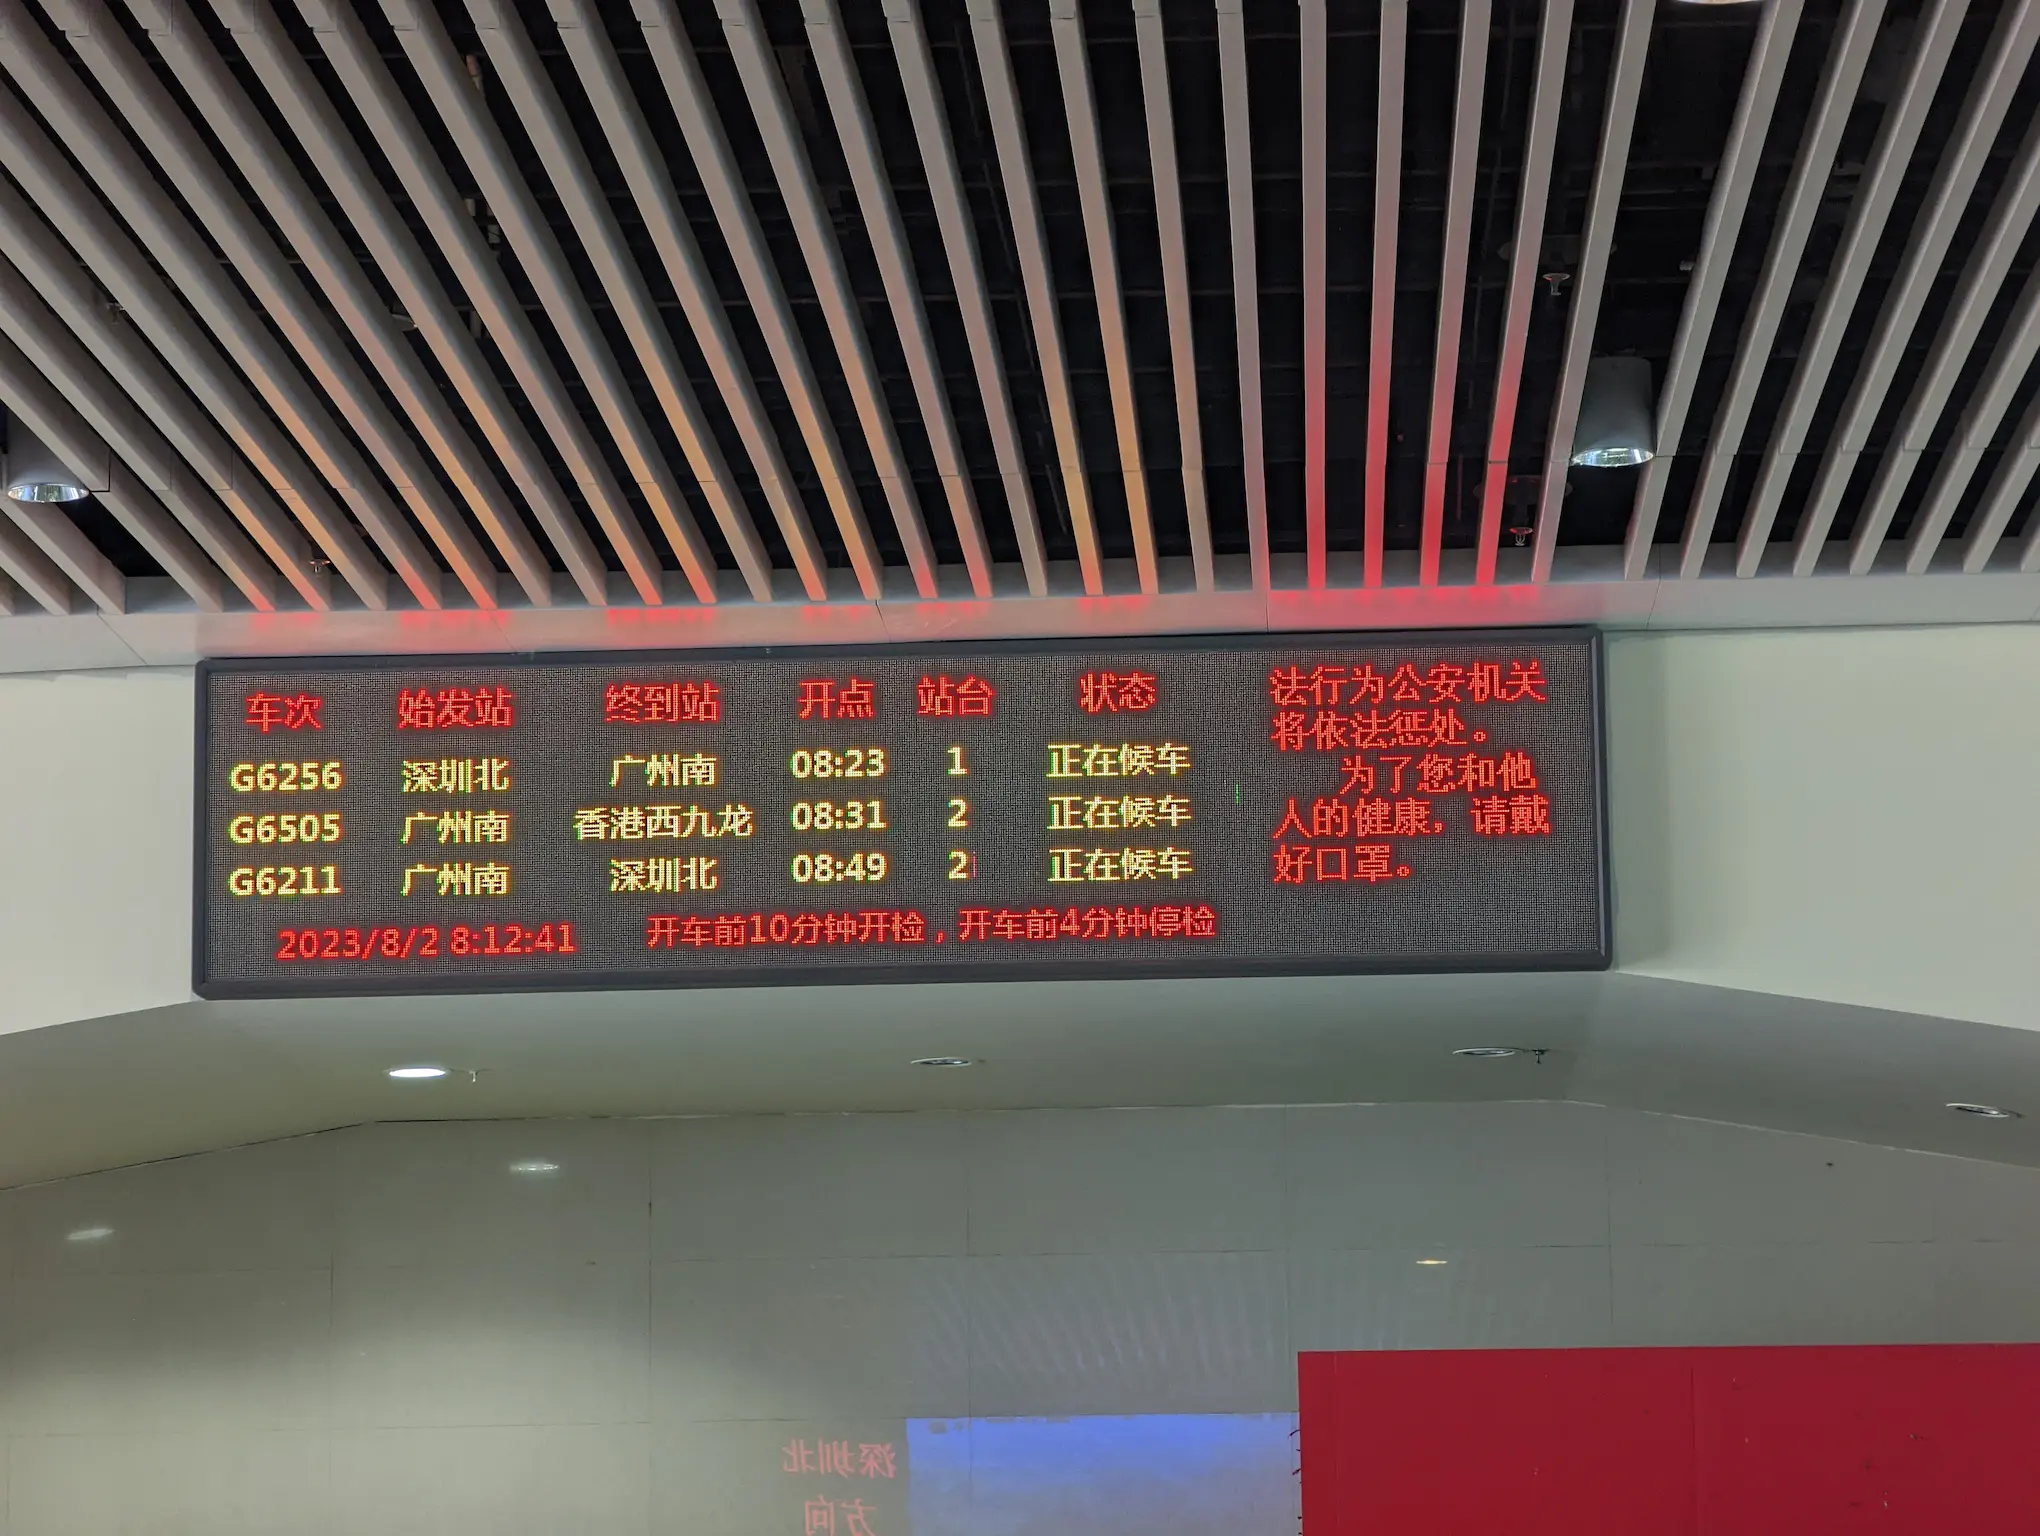 车次 始发站 终到站 开点 站台 状态
G6256 深圳北 广州南 08:23 1 正在候车
G6505 广州南 香港西九龙 08:31 2 正在候车
G6211 广州南 深圳北 08:49 2 正在候车
2023/8/2 8:12:41 开车前10分钟开检，开车前4分钟停检
法行为公安机关
将依法惩处。
为了您和他
人的健康，请戴
好口罩。
深圳北
方向